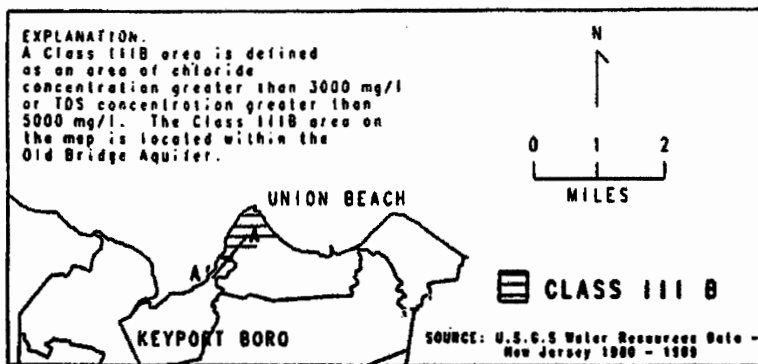 EXPLANATION.
A Class IIIB area is defined
as an area of chloride
concentration greater than 3000 mg/l
or TDS concentration greater than
5000 mg/l. The Class IIIB area on
the map is located within the
Old Bridge Aquifer.
N
0 1 2
MILES
UNION BEACH
A
A'
CLASS III B
KEYPORT BORO
SOURCE: U.S.G.S Water Resources Data -
New Jersey 1980 - 1989